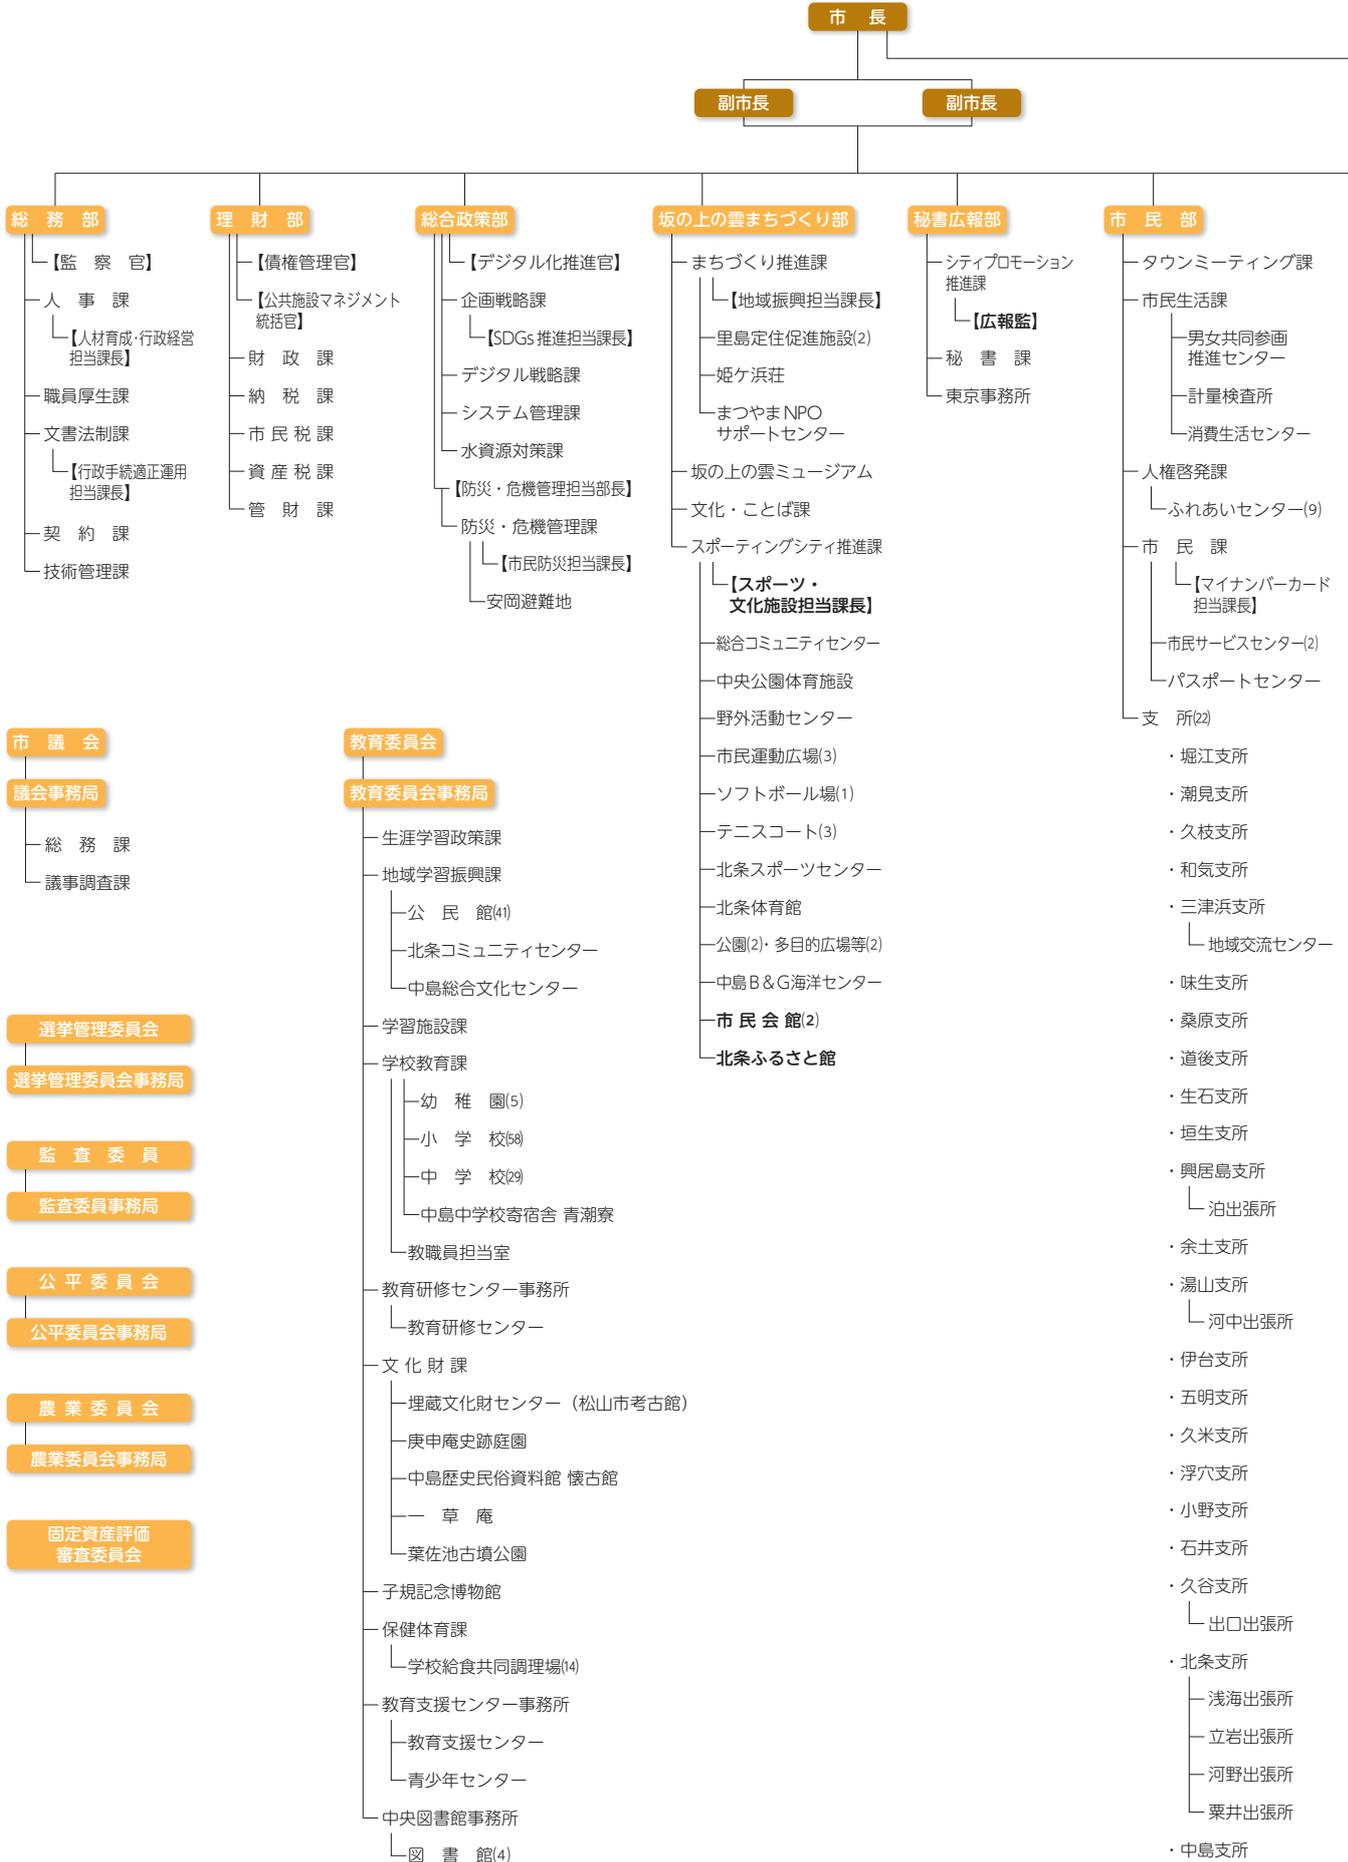 市　長
副市長
副市長
総　務　部
【監　察　官】
人　事　課
【人材育成・行政経営
担当課長】
職員厚生課
文書法制課
【行政手続適正運用
担当課長】
契　約　課
技術管理課
理　財　部
【債権管理官】
【公共施設マネジメント
統括官】
財　政　課
納　税　課
市 民 税 課
資 産 税 課
管　財　課
総合政策部
【デジタル化推進官】
企画戦略課
【SDGs推進担当課長】
デジタル戦略課
システム管理課
水資源対策課
【防災・危機管理担当部長】
防災・危機管理課
【市民防災担当課長】
安岡避難地
坂の上の雲まちづくり部
まちづくり推進課
【地域振興担当課長】
里島定住促進施設(2)
姫ケ浜荘
まつやまNPO
サポートセンター
坂の上の雲ミュージアム
文化・ことば課
スポーティングシティ推進課
【スポーツ・
文化施設担当課長】
総合コミュニティセンター
中央公園体育施設
野外活動センター
市民運動広場(3)
ソフトボール場(1)
テニスコート(3)
北条スポーツセンター
北条体育館
公園(2)・多目的広場等(2)
中島B＆G海洋センター
市 民 会 館(2)
北条ふるさと館
秘書広報部
シティプロモーション
推進課
【広報監】
秘　書　課
東京事務所
市　民　部
タウンミーティング課
市民生活課
男女共同参画
推進センター
計量検査所
消費生活センター
人権啓発課
ふれあいセンター(9)
市　民　課
【マイナンバーカード
担当課長】
市民サービスセンター(2)
パスポートセンター
支　所(22)
・堀江支所
・潮見支所
・久枝支所
・和気支所
・三津浜支所
地域交流センター
・味生支所
・桑原支所
・道後支所
・生石支所
・垣生支所
・興居島支所
泊出張所
・余土支所
・湯山支所
河中出張所
・伊台支所
・五明支所
・久米支所
・浮穴支所
・小野支所
・石井支所
・久谷支所
出口出張所
・北条支所
浅海出張所
立岩出張所
河野出張所
粟井出張所
・中島支所
市　議　会
議会事務局
総　務　課
議事調査課
選挙管理委員会
選挙管理委員会事務局
監　査　委　員
監査委員事務局
公 平 委 員 会
公平委員会事務局
農 業 委 員 会
農業委員会事務局
固定資産評価
審査委員会
教育委員会
教育委員会事務局
生涯学習政策課
地域学習振興課
公　民　館(41)
北条コミュニティセンター
中島総合文化センター
学習施設課
学校教育課
幼　稚　園(5)
小　学　校(58)
中　学　校(29)
中島中学校寄宿舎 青潮寮
教職員担当室
教育研修センター事務所
教育研修センター
文 化 財 課
埋蔵文化財センター（松山市考古館）
庚申庵史跡庭園
中島歴史民俗資料館 懐古館
一　草　庵
葉佐池古墳公園
子規記念博物館
保健体育課
学校給食共同調理場(14)
教育支援センター事務所
教育支援センター
青少年センター
中央図書館事務所
図　書　館(4)